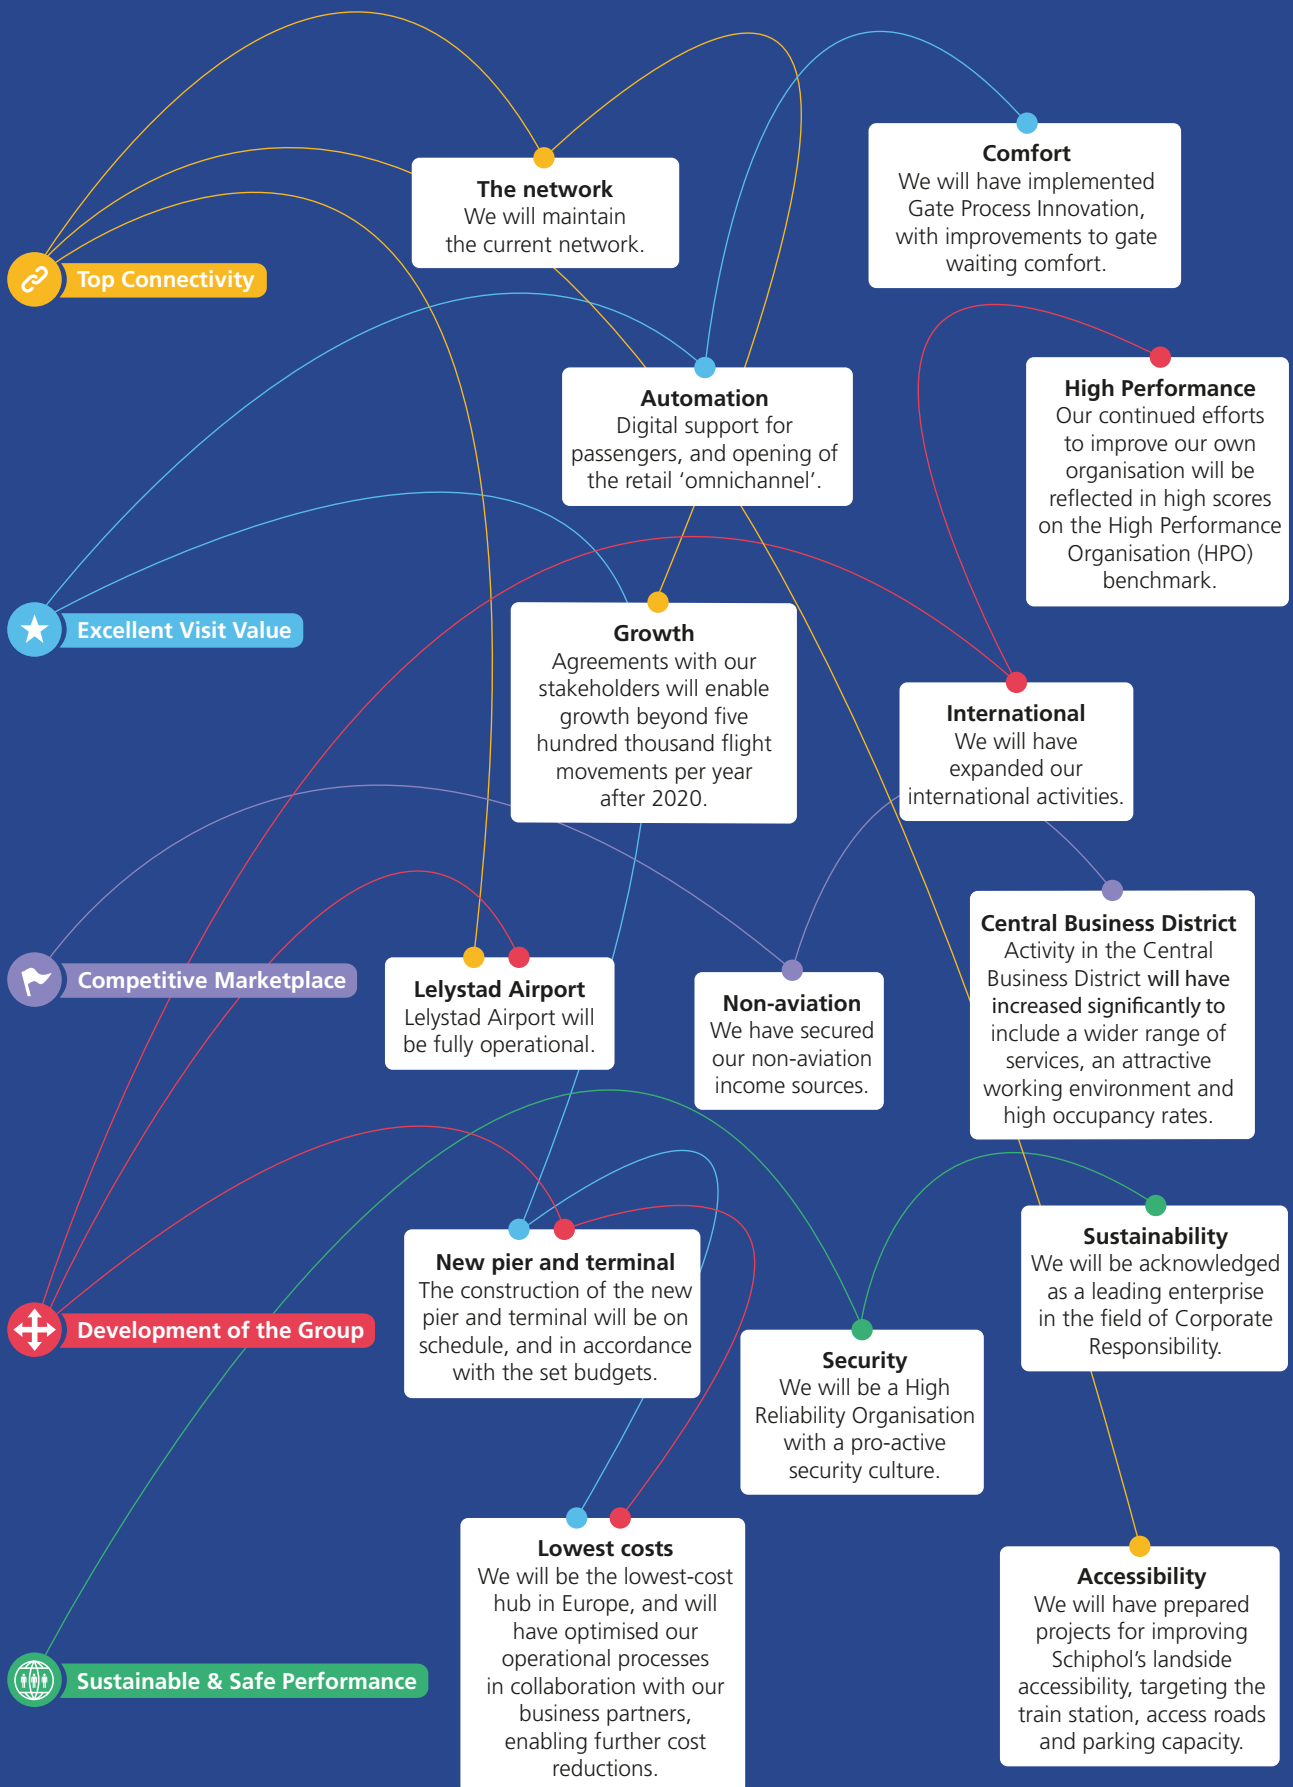 The network
We will maintain
the current network.
Comfort
We will have implemented
Gate Process Innovation,
with improvements to gate
waiting comfort.
Top Connectivity
Automation
Digital support for
passengers, and opening of
the retail ‘omnichannel’.
High Performance
Our continued efforts
to improve our own
organisation will be
reflected in high scores
on the High Performance
Organisation (HPO)
benchmark.
Excellent Visit Value
Growth
Agreements with our
stakeholders will enable
growth beyond five
hundred thousand flight
movements per year
after 2020.
International
We will have
expanded our
international activities.
Competitive Marketplace
Lelystad Airport
Lelystad Airport will
be fully operational.
Non-aviation
We have secured
our non-aviation
income sources.
Central Business District
Activity in the Central
Business District will have
increased significantly to
include a wider range of
services, an attractive
working environment and
high occupancy rates.
Development of the Group
New pier and terminal
The construction of the new
pier and terminal will be on
schedule, and in accordance
with the set budgets.
Security
We will be a High
Reliability Organisation
with a pro-active
security culture.
Sustainability
We will be acknowledged
as a leading enterprise
in the field of Corporate
Responsibility.
Sustainable & Safe Performance
Lowest costs
We will be the lowest-cost
hub in Europe, and will
have optimised our
operational processes
in collaboration with our
business partners,
enabling further cost
reductions.
Accessibility
We will have prepared
projects for improving
Schiphol’s landside
accessibility, targeting the
train station, access roads
and parking capacity.